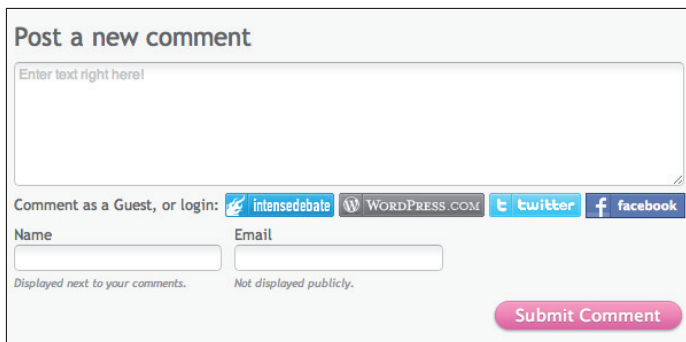 Post a new comment
Enter text right here!
Comment as a Guest, or login: intensedebate WORDPRESS.COM twitter facebook
Name Email
Displayed next to your comments. Not displayed publicly.
Submit Comment